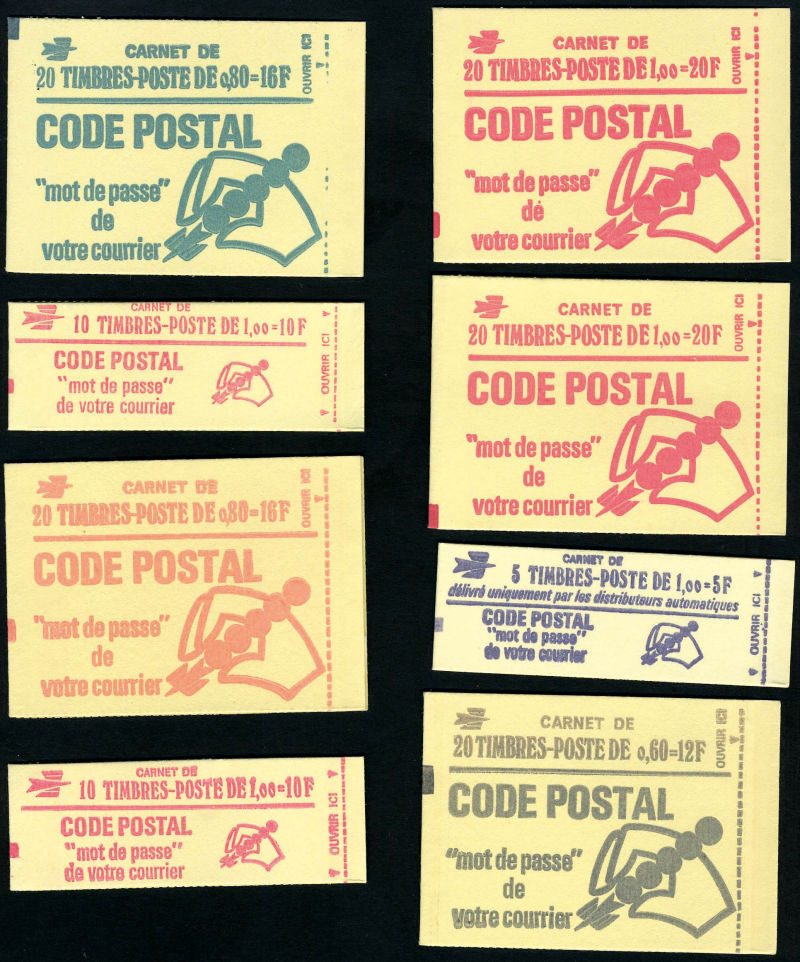 CARNET DE
20 TIMBRES-POSTE DE 0,80=16F
OUVRIR ICI
CODE POSTAL
"mot de passe"
de
votre courrier
CARNET DE
10 TIMBRES-POSTE DE 1,00=10F
OUVRIR ICI
CODE POSTAL
"mot de passe"
de votre courrier
CARNET DE
20 TIMBRES-POSTE DE 0,80=16F
OUVRIR ICI
CODE POSTAL
"mot de passe"
de
votre courrier
CARNET DE
10 TIMBRES-POSTE DE 1,00=10F
OUVRIR ICI
CODE POSTAL
"mot de passe"
de votre courrier
CARNET DE
20 TIMBRES-POSTE DE 1,00=20F
OUVRIR ICI
CODE POSTAL
"mot de passe"
de
votre courrier
CARNET DE
20 TIMBRES-POSTE DE 1,00=20F
OUVRIR ICI
CODE POSTAL
"mot de passe"
de
votre courrier
CARNET DE
5 TIMBRES-POSTE DE 1,00=5F
délivré uniquement par les distributeurs automatiques
OUVRIR ICI
CODE POSTAL
"mot de passe"
de votre courrier
CARNET DE
20 TIMBRES-POSTE DE 0,60=12F
OUVRIR ICI
CODE POSTAL
"mot de passe"
de
votre courrier